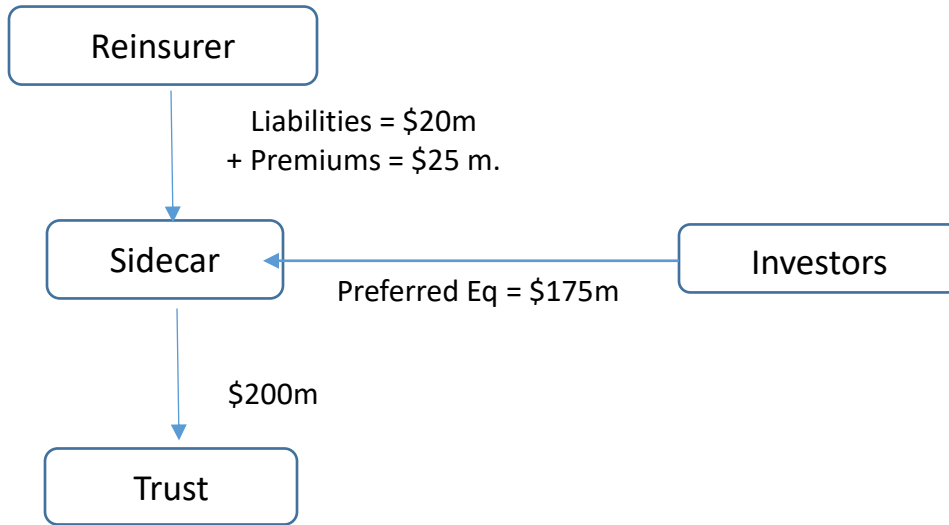 Reinsurer
Liabilities = $20m
+ Premiums = $25 m.
Sidecar
Investors
Preferred Eq = $175m
$200m
Trust